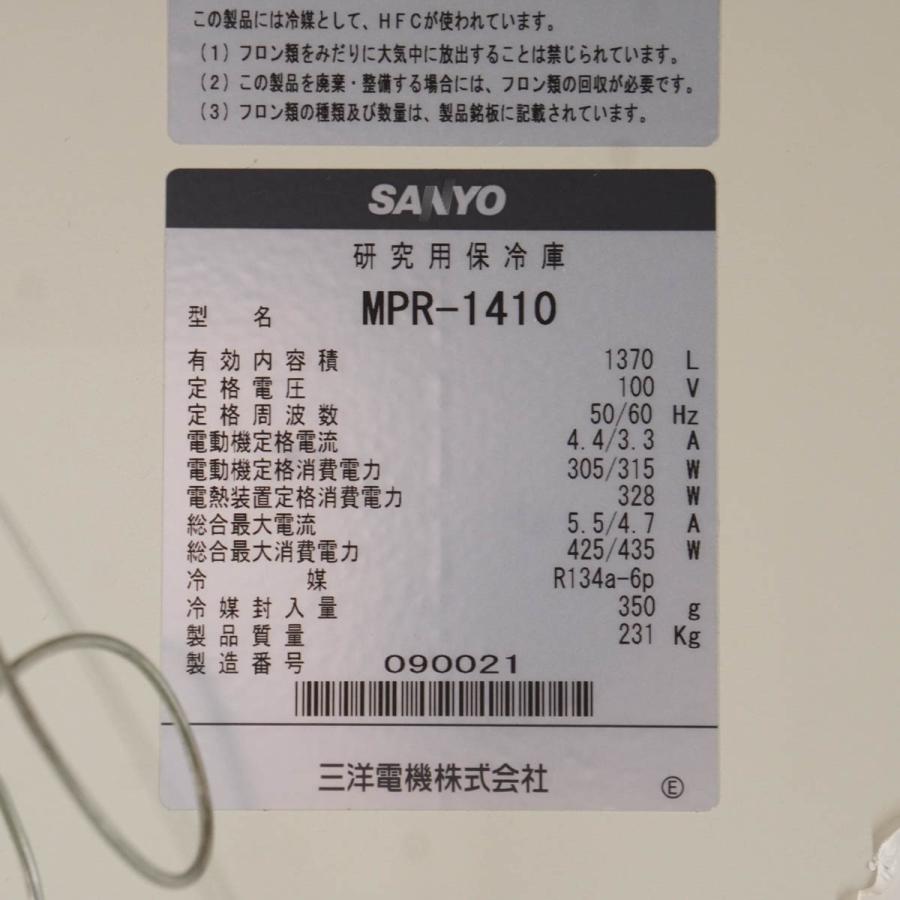 この製品には冷媒として、HFCが使われています。
(1) フロン類をみだりに大気中に放出することは禁じられています。
(2) この製品を廃棄・整備する場合には、フロン類の回収が必要です。
(3) フロン類の種類及び数量は、製品銘板に記載されています。
SANYO
研究用保冷庫
型名 MPR-1410
有効内容積 1370 L
定格電圧 100 V
定格周波数 50/60 Hz
電動機定格電流 4.4/3.3 A
電動機定格消費電力 305/315 W
電熱装置定格消費電力 328 W
総合最大電流 5.5/4.7 A
総合最大消費電力 425/435 W
冷媒 R134a-6p
冷媒封入量 350 g
製品質量 231 Kg
製造番号 090021
三洋電機株式会社 Ⓔ